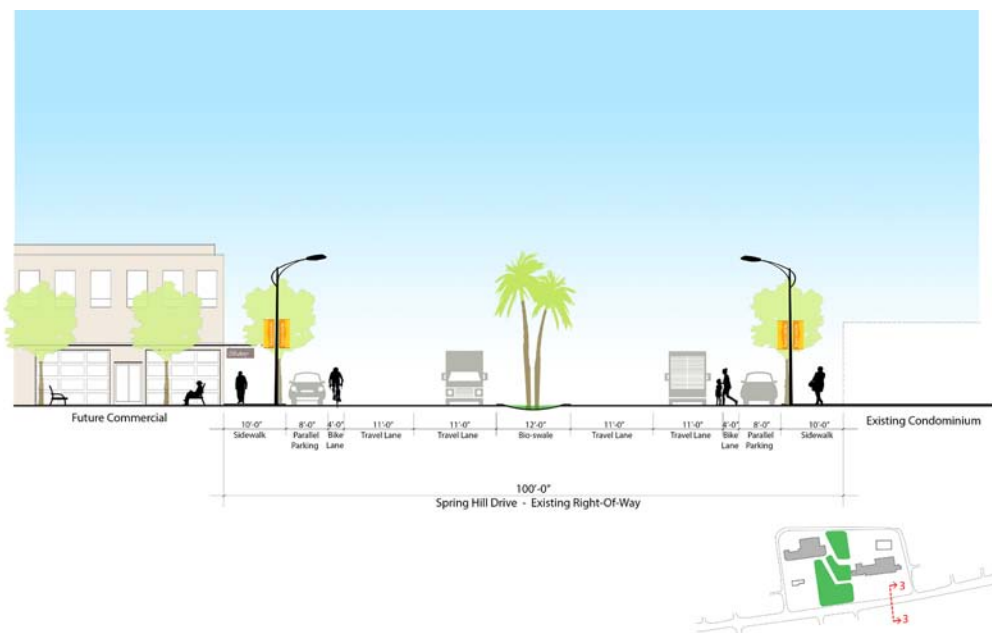 Future Commercial
10'-0"
Sidewalk
8'-0"
Parallel
Parking
4'-0"
Bike
Lane
11'-0"
Travel Lane
11'-0"
Travel Lane
12'-0"
Bio-swale
11'-0"
Travel Lane
11'-0"
Travel Lane
4'-0"
Bike
Lane
8'-0"
Parallel
Parking
10'-0"
Sidewalk
Existing Condominium
100'-0"
Spring Hill Drive - Existing Right-Of-Way
3
3